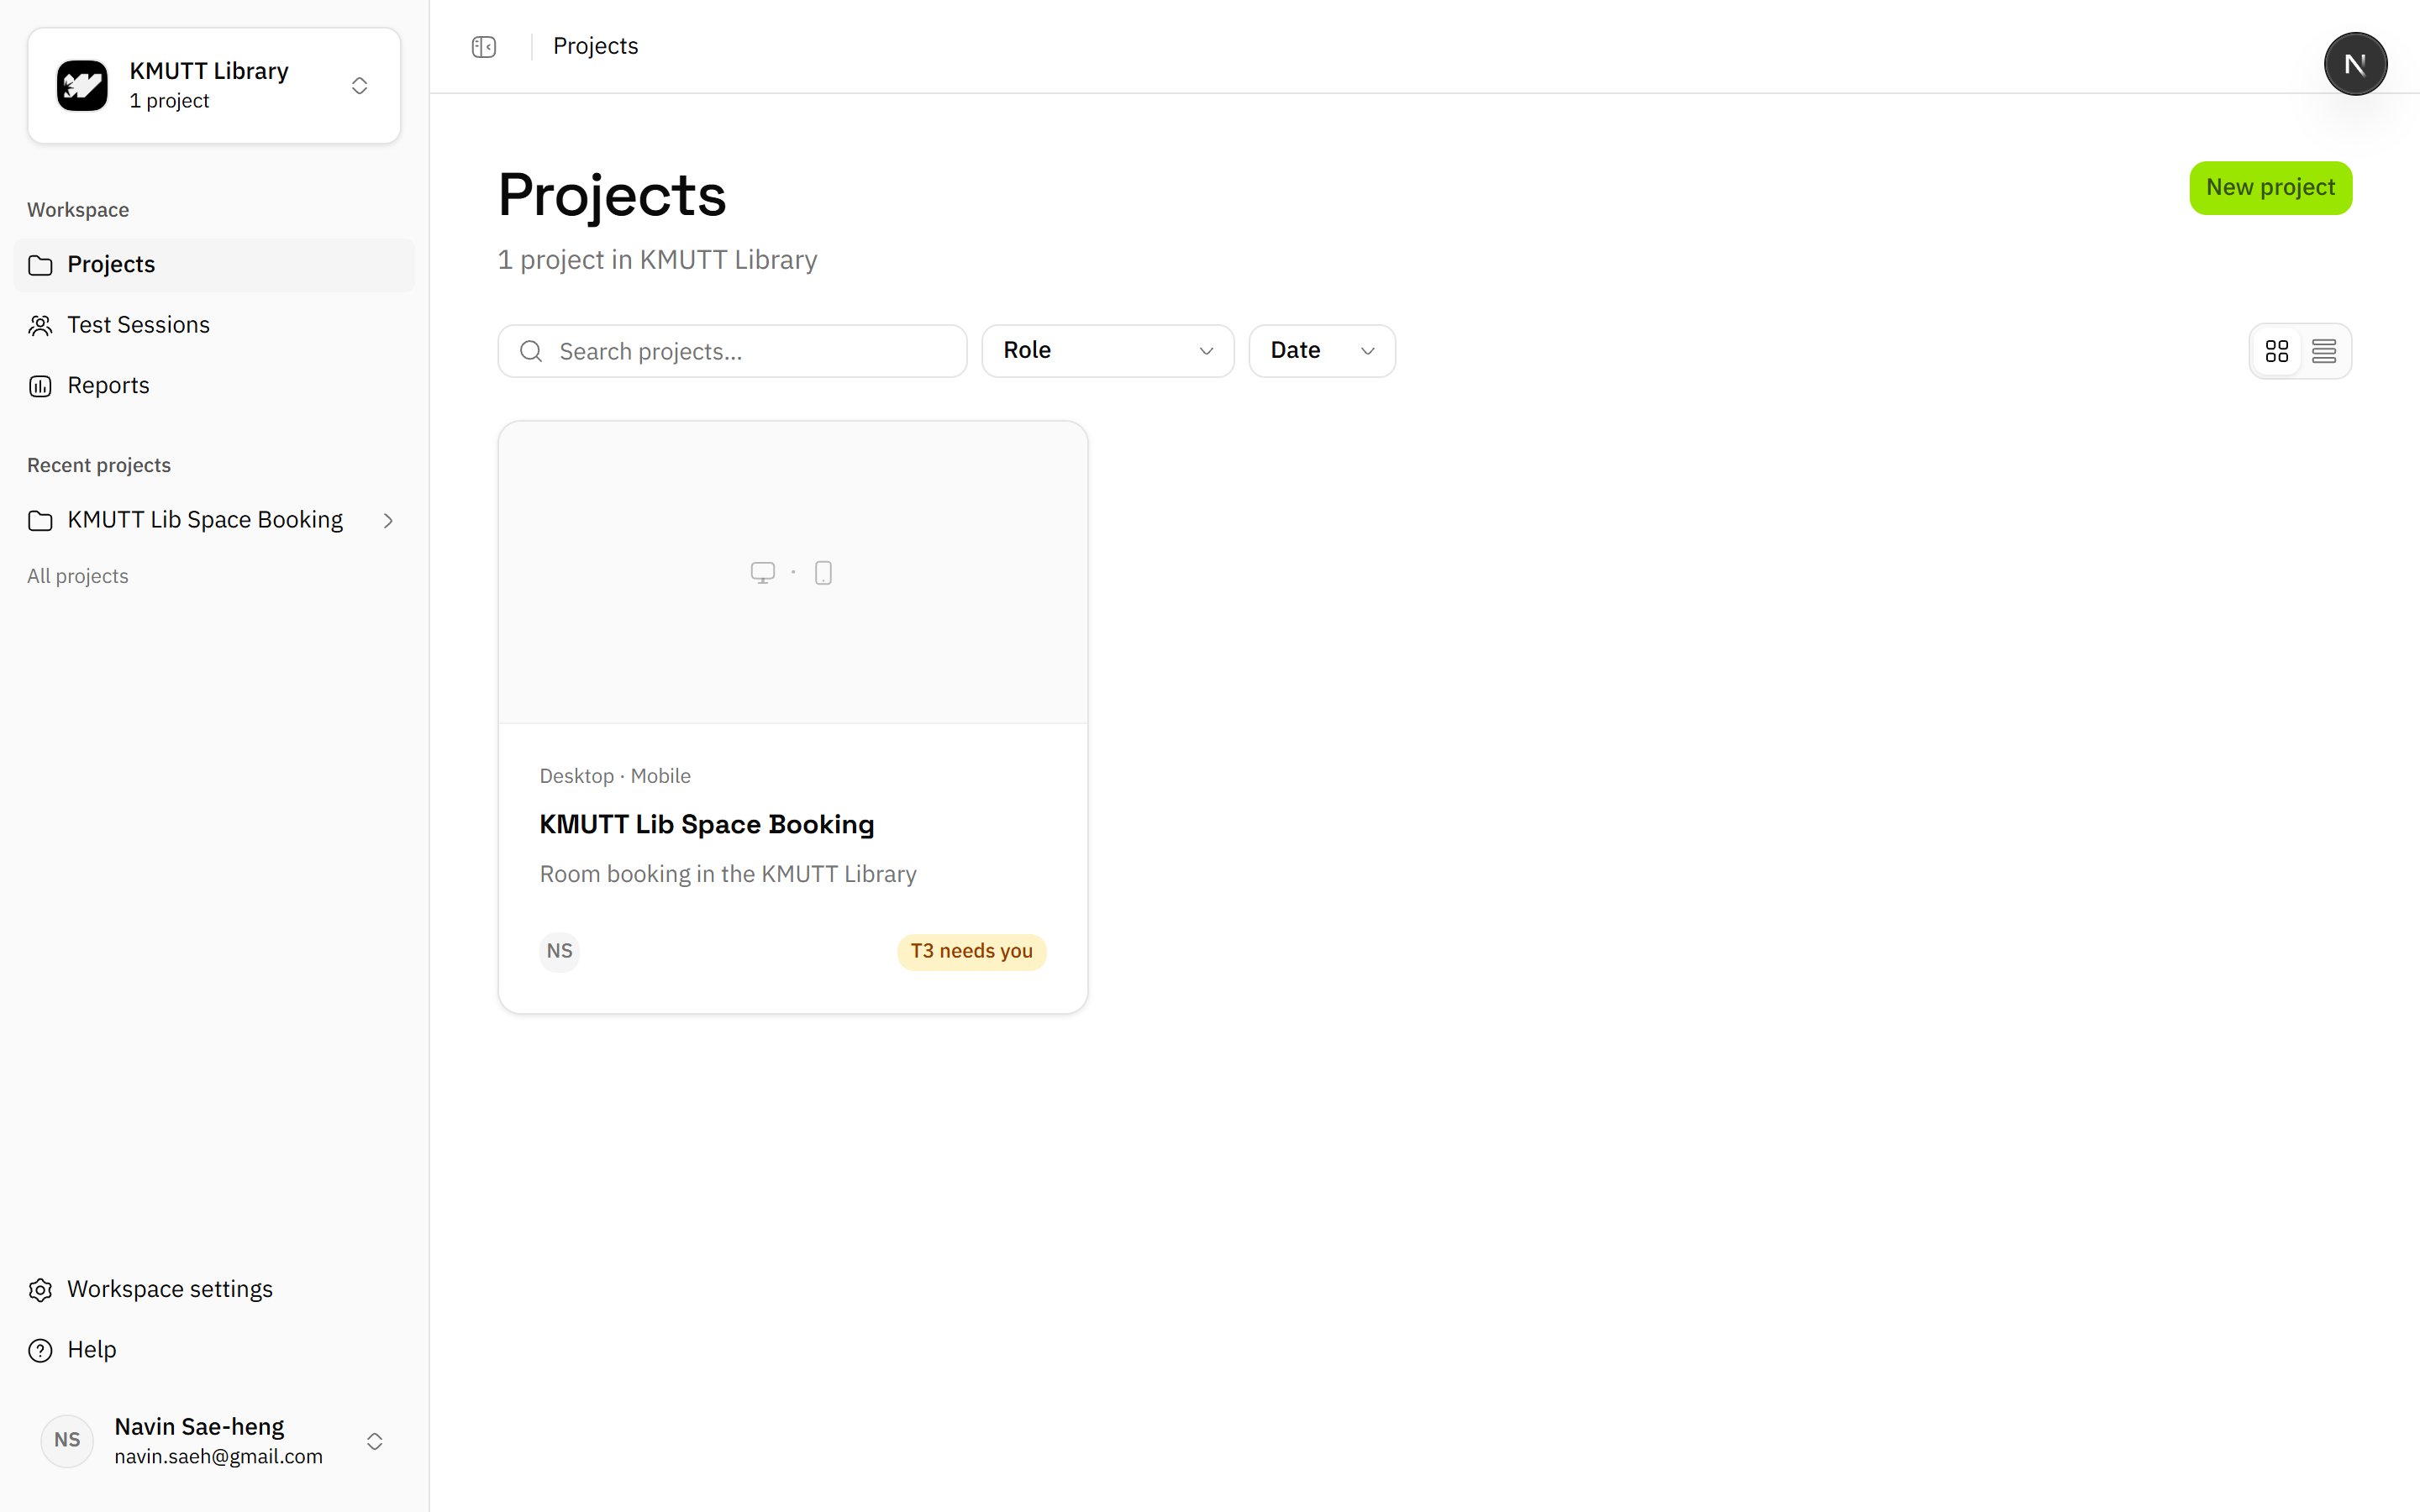 KMUTT Library
1 project
Workspace
Projects
Test Sessions
Reports
Recent projects
KMUTT Lib Space Booking
All projects
Workspace settings
Help
NS
Navin Sae-heng
navin.saeh@gmail.com
Projects
N
Projects
New project
1 project in KMUTT Library
Search projects...
Role
Date
Desktop · Mobile
KMUTT Lib Space Booking
Room booking in the KMUTT Library
NS
T3 needs you